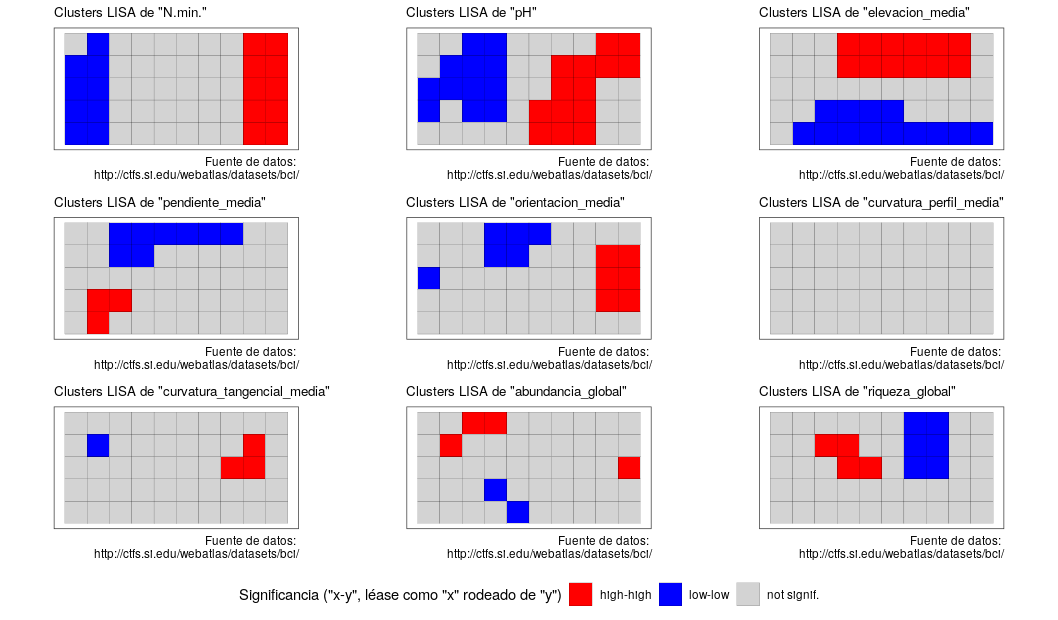 Clusters LISA de "N.min."
Clusters LISA de "pH"
Clusters LISA de "elevacion_media"
Fuente de datos:
http://ctfs.si.edu/webatlas/datasets/bci/
Fuente de datos:
http://ctfs.si.edu/webatlas/datasets/bci/
Fuente de datos:
http://ctfs.si.edu/webatlas/datasets/bci/
Clusters LISA de "pendiente_media"
Clusters LISA de "orientacion_media"
Clusters LISA de "curvatura_perfil_media"
Fuente de datos:
http://ctfs.si.edu/webatlas/datasets/bci/
Fuente de datos:
http://ctfs.si.edu/webatlas/datasets/bci/
Fuente de datos:
http://ctfs.si.edu/webatlas/datasets/bci/
Clusters LISA de "curvatura_tangencial_media"
Clusters LISA de "abundancia_global"
Clusters LISA de "riqueza_global"
Fuente de datos:
http://ctfs.si.edu/webatlas/datasets/bci/
Fuente de datos:
http://ctfs.si.edu/webatlas/datasets/bci/
Fuente de datos:
http://ctfs.si.edu/webatlas/datasets/bci/
Significancia ("x-y", léase como "x" rodeado de "y") high-high low-low not signif.